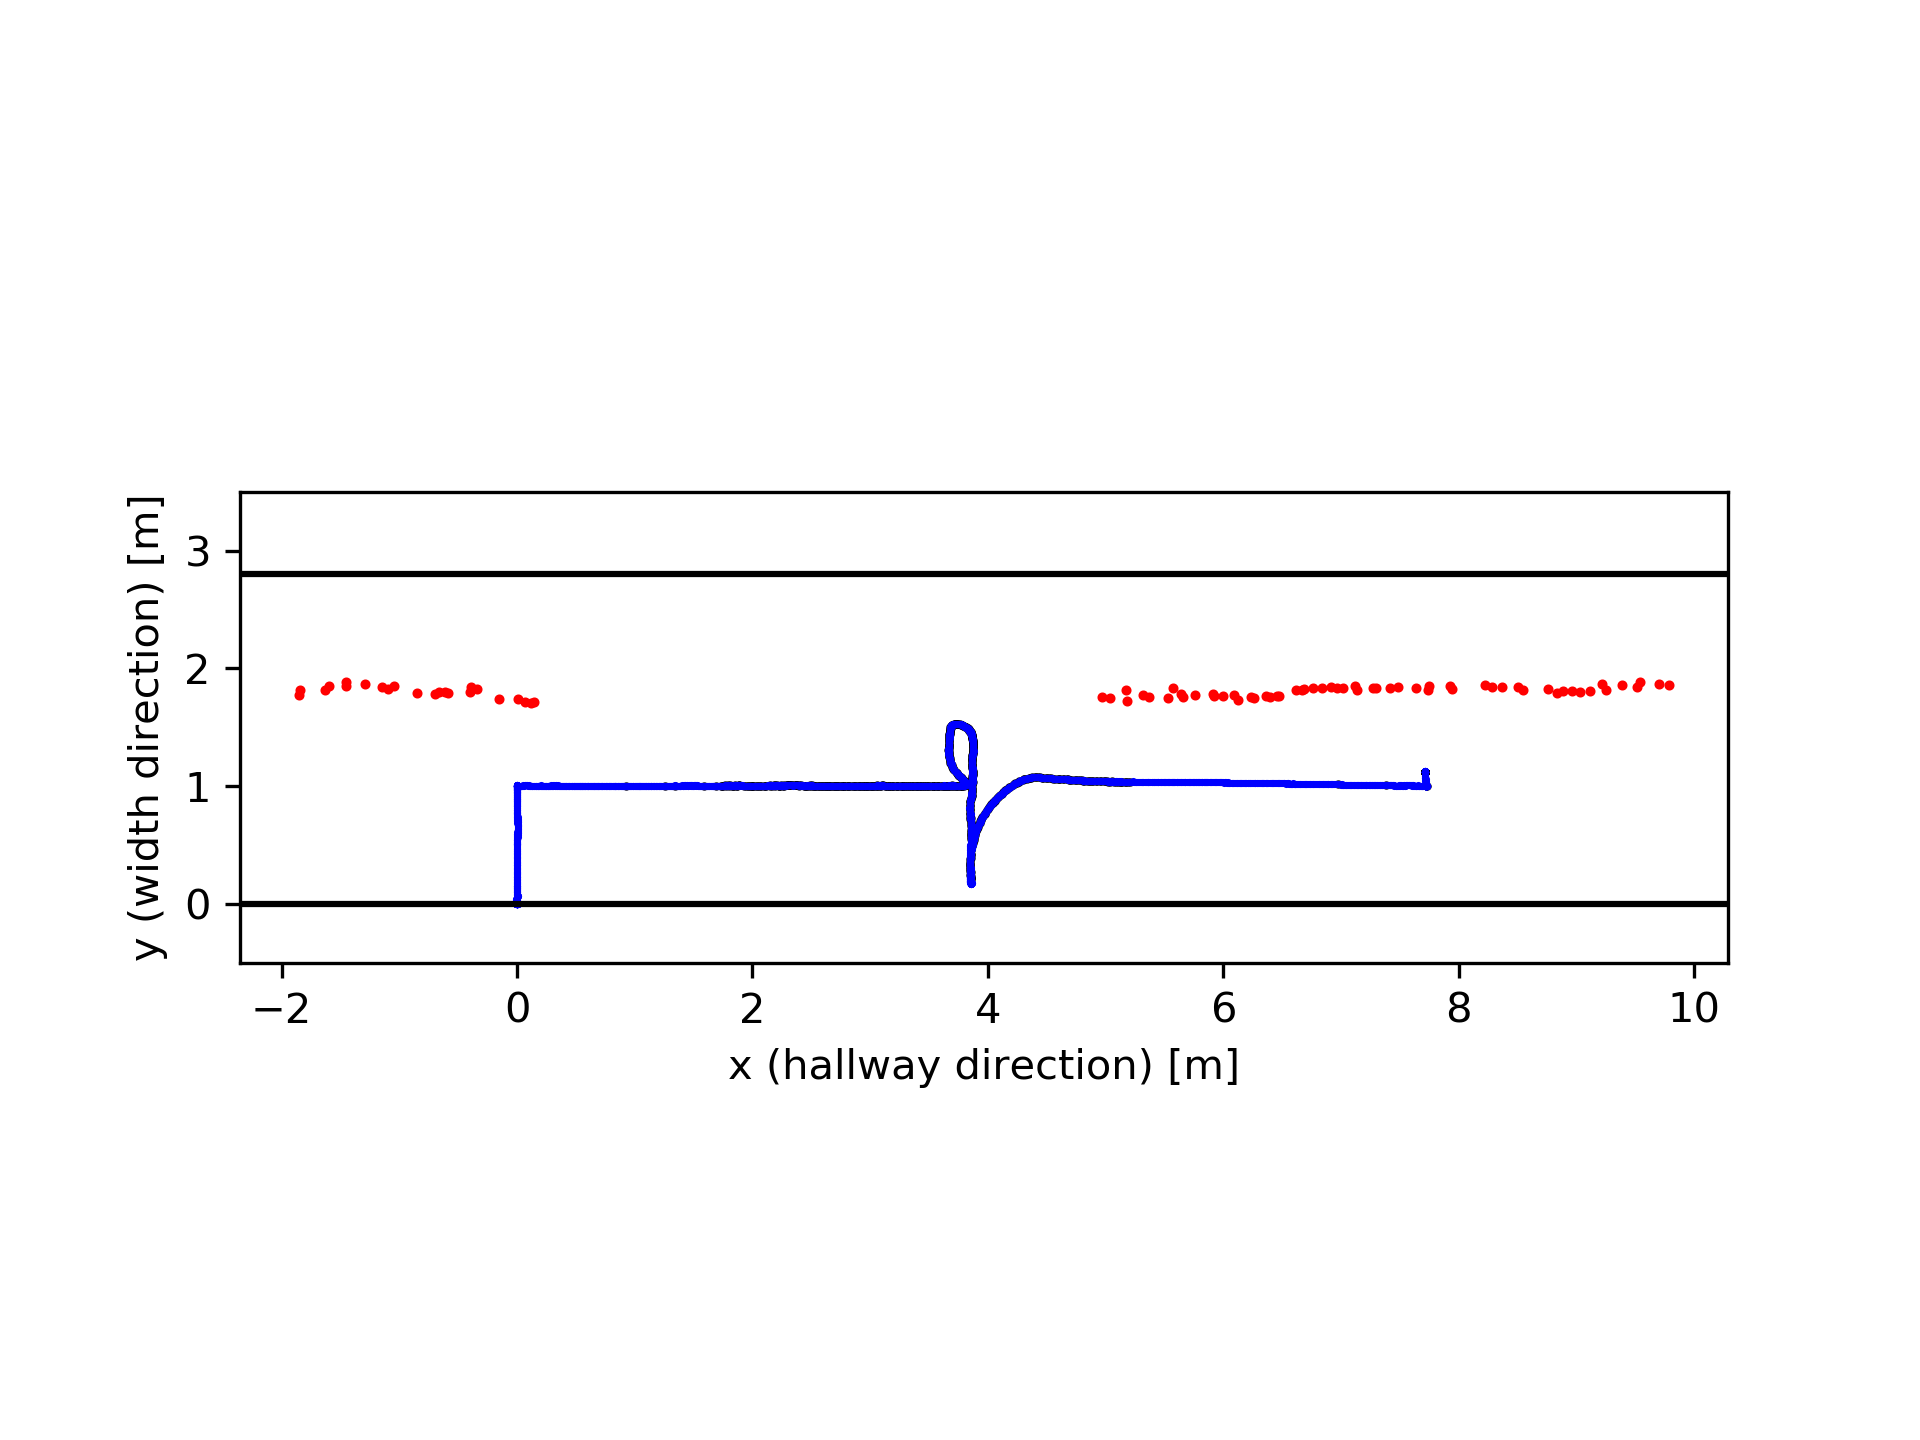 y (width direction) [m]
3
2
1
0
−2 0 2 4 6 8 10
x (hallway direction) [m]